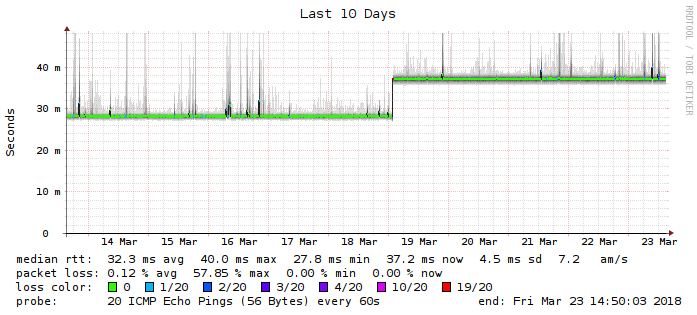 Last 10 Days
RRDTOOL / TOBI OETIKER
Seconds
40 m
30 m
20 m
10 m
0
14 Mar 15 Mar 16 Mar 17 Mar 18 Mar 19 Mar 20 Mar 21 Mar 22 Mar 23 Mar
median rtt: 32.3 ms avg 40.0 ms max 27.8 ms min 37.2 ms now 4.5 ms sd 7.2 am/s
packet loss: 0.12 % avg 57.85 % max 0.00 % min 0.00 % now
loss color: 0 1/20 2/20 3/20 4/20 10/20 19/20
probe: 20 ICMP Echo Pings (56 Bytes) every 60s end: Fri Mar 23 14:50:03 2018